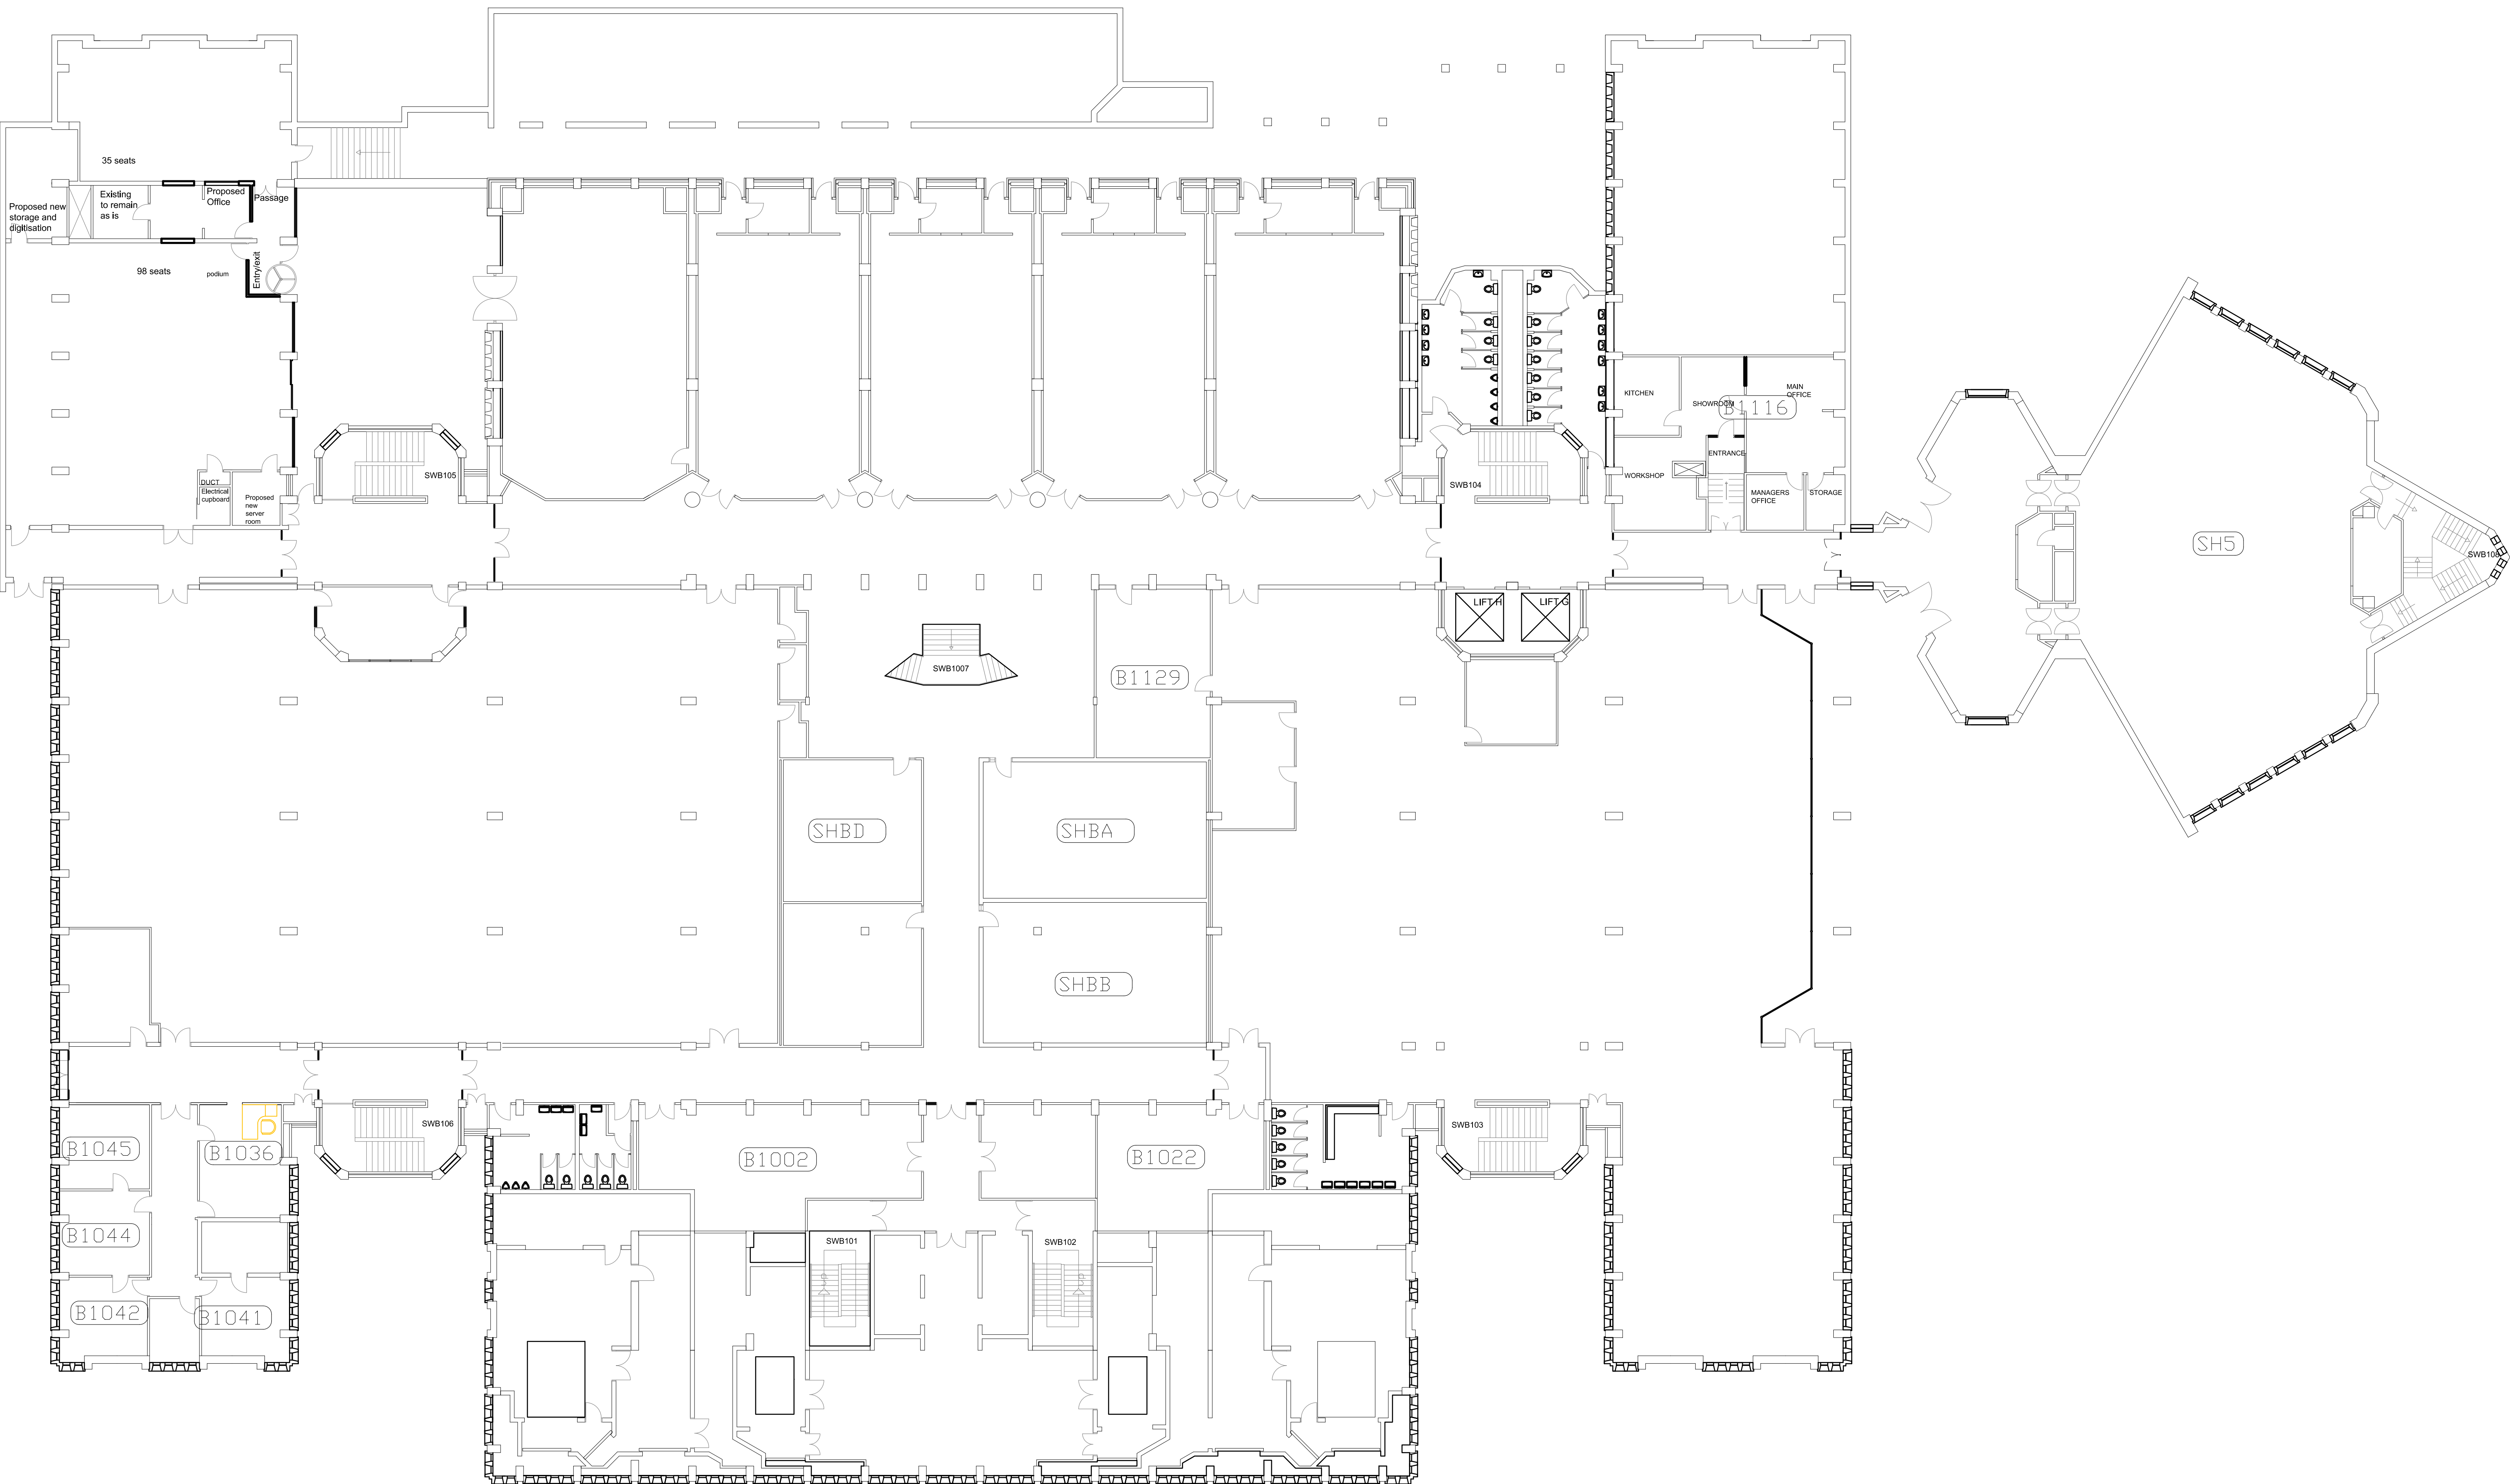 35 seats
Existing
to remain
as is
Proposed
Office
Passage
Proposed new
storage and
digitisation
98 seats
podium
Entry/exit
DUCT
Electrical
cupboard
Proposed
new
server
room
SWB105
SWB104
KITCHEN
SHOWROOM
MAIN
OFFICE
B1116
ENTRANCE
WORKSHOP
MANAGERS
OFFICE
STORAGE
SH5
SWB108
LIFT H
LIFT G
SWB1007
B1129
SHBD
SHBA
SHBB
SWB106
SWB103
B1045
B1036
B1002
B1022
B1044
SWB101
SWB102
B1042
B1041